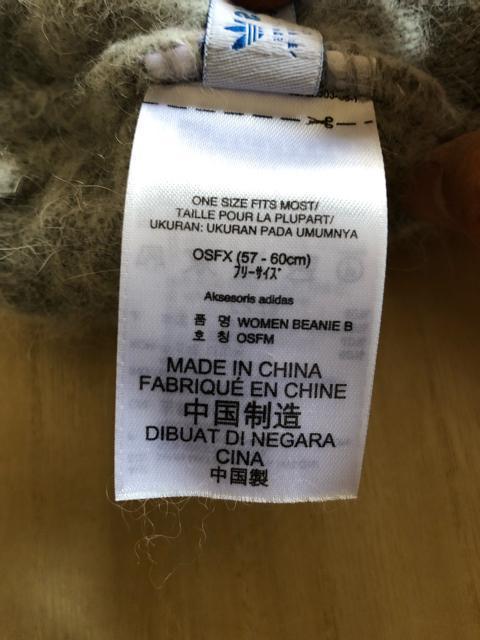 ONE SIZE FITS MOST/
TAILLE POUR LA PLUPART/
UKURAN: UKURAN PADA UMUMNYA
OSFX (57 - 60cm)
フリーサイズ
Aksesoris adidas
품 명 WOMEN BEANIE B
호 칭 OSFM
MADE IN CHINA
FABRIQUÉ EN CHINE
中国制造
DIBUAT DI NEGARA
CINA
中国製